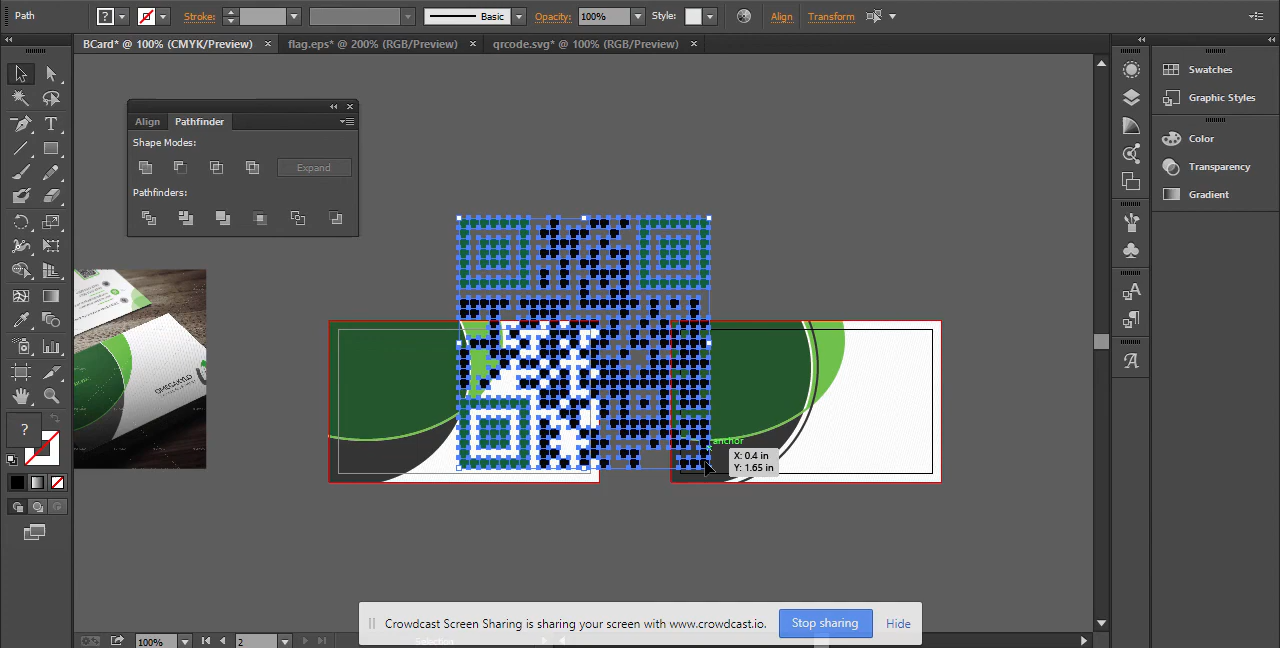 Path
?
Stroke:
Basic
Opacity:
100%
Style:
Align
Transform
BCard* @ 100% (CMYK/Preview)
flag.eps* @ 200% (RGB/Preview)
qrcode.svg* @ 100% (RGB/Preview)
Align
Pathfinder
Shape Modes:
Expand
Pathfinders:
Swatches
Graphic Styles
Color
Transparency
Gradient
T
A
?
anchor
X: 0.4 in
Y: 1.65 in
Crowdcast Screen Sharing is sharing your screen with www.crowdcast.io.
Stop sharing
Hide
100%
2
Selection